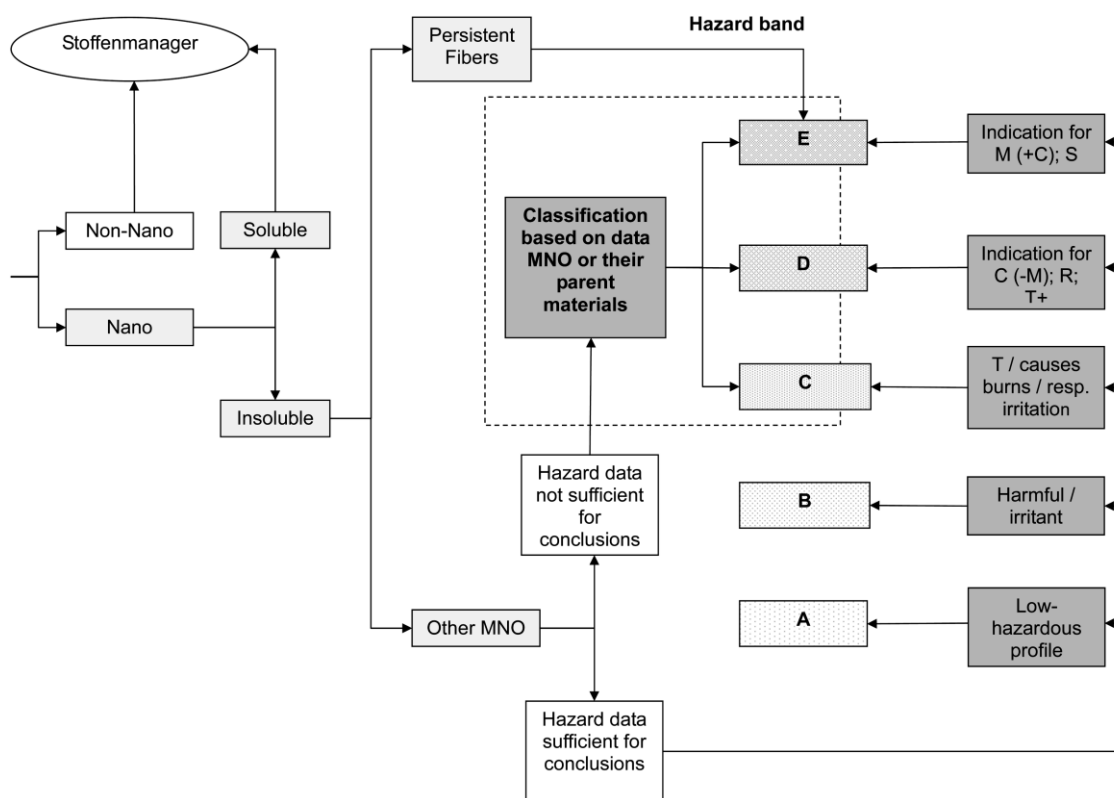 Stoffenmanager
Persistent
Fibers
Hazard band
E
Indication for
M (+C); S
Non-Nano
Soluble
Classification
based on data
MNO or their
parent
materials
D
Indication for
C (-M); R;
T+
Nano
C
T / causes
burns / resp.
irritation
Insoluble
Hazard data
not sufficient
for
conclusions
B
Harmful /
irritant
Other MNO
A
Low-
hazardous
profile
Hazard data
sufficient for
conclusions